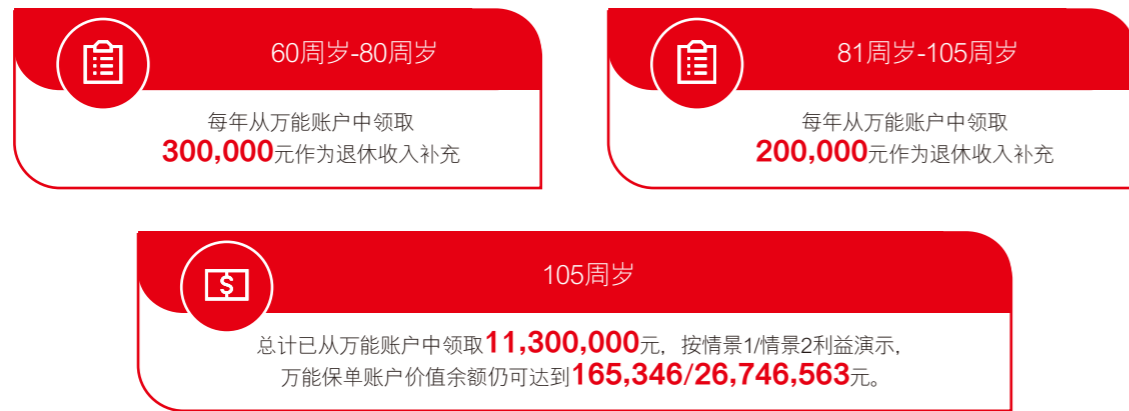 60周岁-80周岁
每年从万能账户中领取
300,000元作为退休收入补充
81周岁-105周岁
每年从万能账户中领取
200,000元作为退休收入补充
105周岁
总计已从万能账户中领取11,300,000元，按情景1/情景2利益演示，
万能保单账户价值余额仍可达到165,346/26,746,563元。